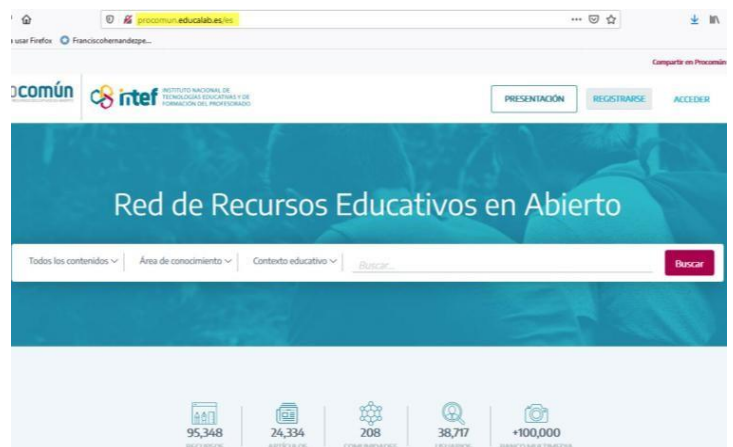 procomun.educalab.es/es
usar Firefox Franciscohernandezpe...
Compartir en Procomún
ocomún
intef
INSTITUTO NACIONAL DE
TECNOLOGÍAS EDUCATIVAS Y DE
FORMACIÓN DEL PROFESORADO
PRESENTACIÓN REGISTRARSE ACCEDER
Red de Recursos Educativos en Abierto
Todos los contenidos Área de conocimiento Contexto educativo Buscar... Buscar
95,348 24,334 208 38,717 +100,000